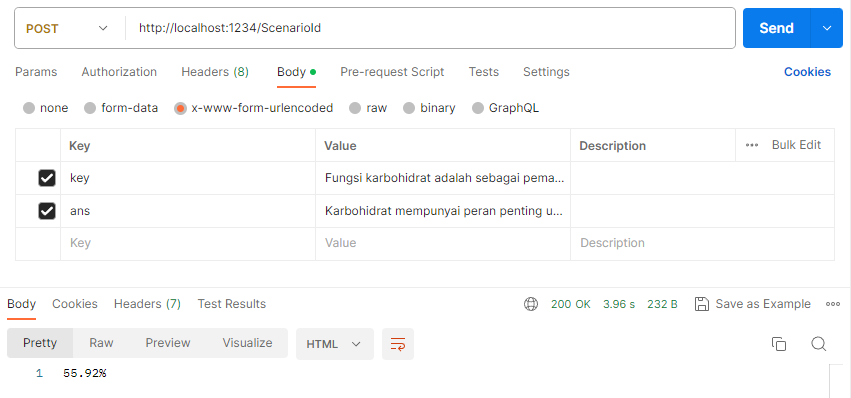 POST http://localhost:1234/ScenarioId Send
Params Authorization Headers (8) Body Pre-request Script Tests Settings Cookies
none form-data x-www-form-urlencoded raw binary GraphQL
Key Value Description ••• Bulk Edit
key Fungsi karbohidrat adalah sebagai pema...
ans Karbohidrat mempunyai peran penting u...
Key Value Description
Body Cookies Headers (7) Test Results 200 OK 3.96 s 232 B Save as Example
Pretty Raw Preview Visualize HTML
1 55.92%